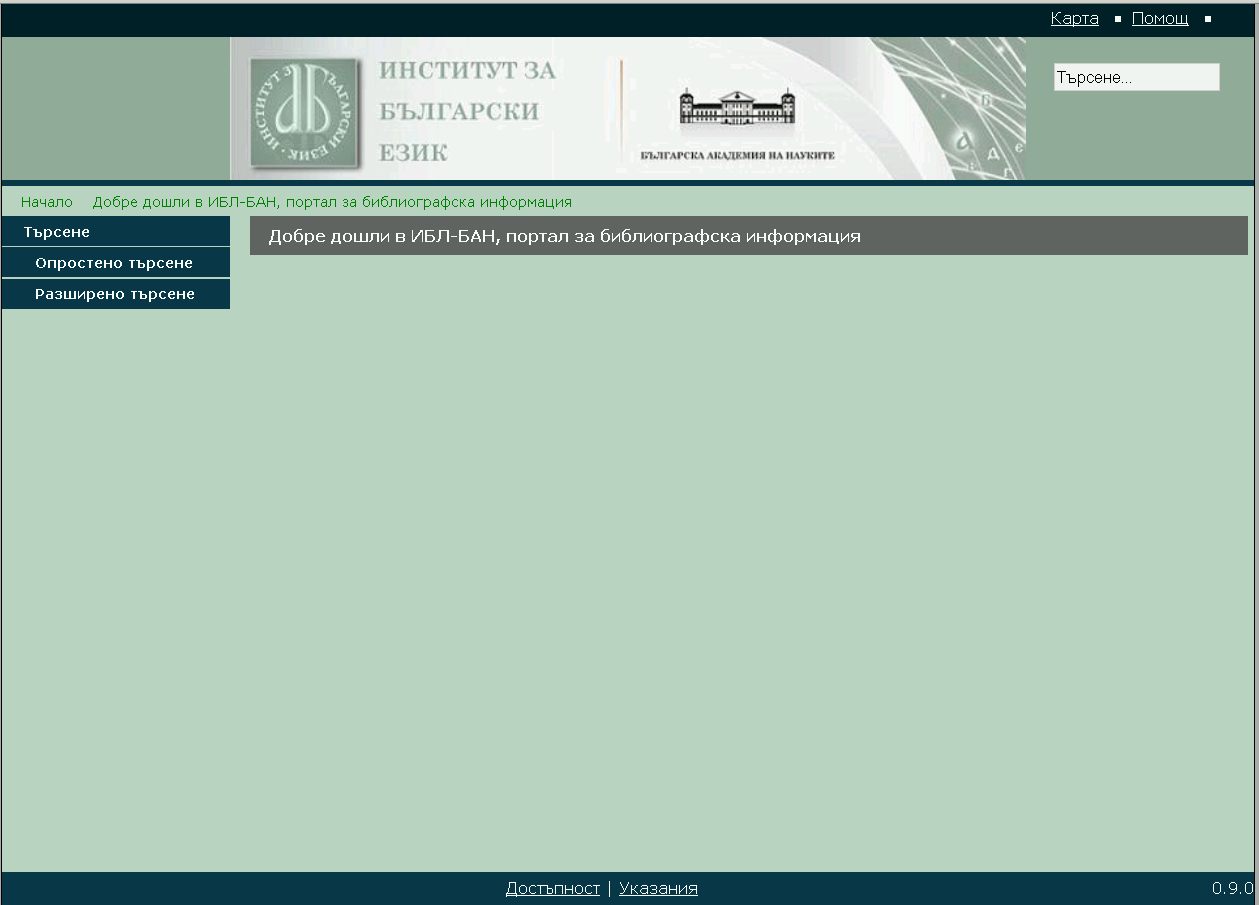 Карта Помощ
ИНСТИТУТ ЗА БЪЛГАРСКИ ЕЗИК
ИНСТИТУТ ЗА
БЪЛГАРСКИ
ЕЗИК
БЪЛГАРСКА АКАДЕМИЯ НА НАУКИТЕ
Б
а
А
Д
г
е
Търсене...
Начало Добре дошли в ИБЛ-БАН, портал за библиографска информация
Търсене
Опростено търсене
Разширено търсене
Добре дошли в ИБЛ-БАН, портал за библиографска информация
Достъпност | Указания
0.9.0